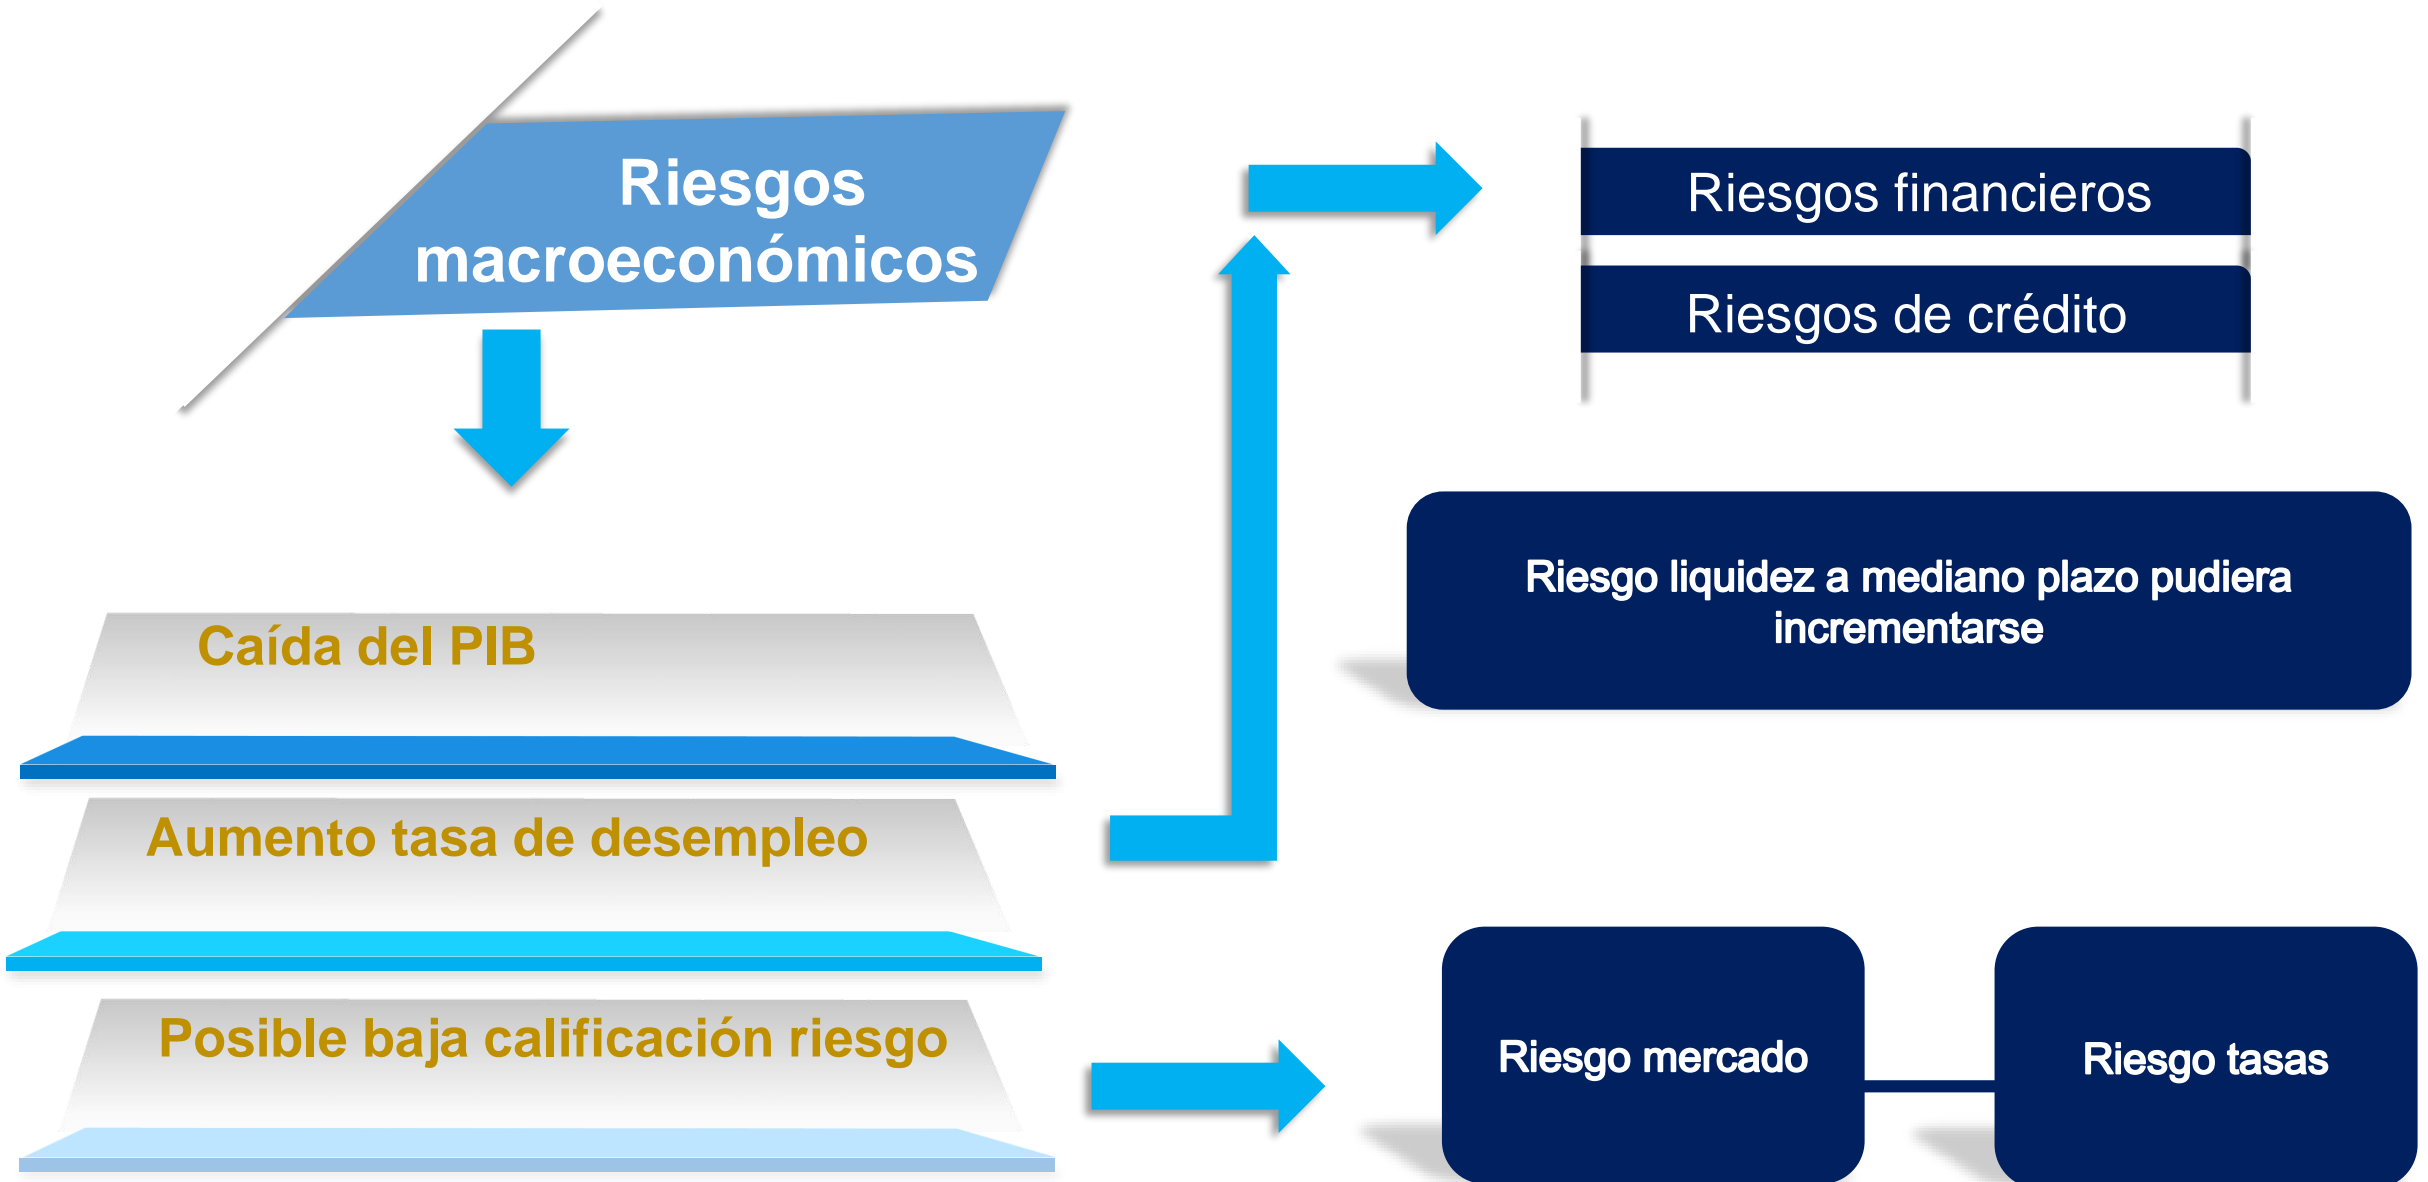 Riesgos
macroeconómicos
Caída del PIB
Aumento tasa de desempleo
Posible baja calificación riesgo
Riesgos financieros
Riesgos de crédito
Riesgo liquidez a mediano plazo pudiera
incrementarse
Riesgo mercado
Riesgo tasas